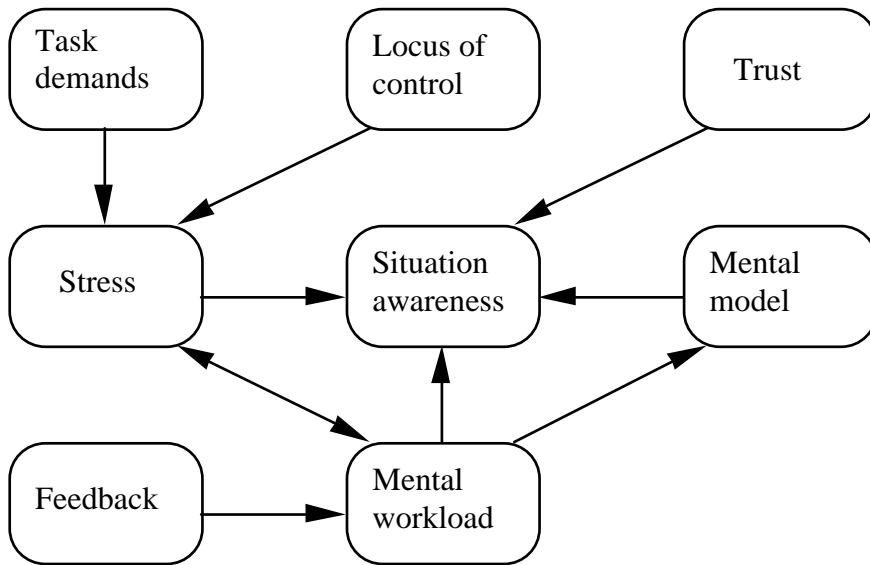 Task
demands
Locus of
control
Trust
Stress
Situation
awareness
Mental
model
Feedback
Mental
workload